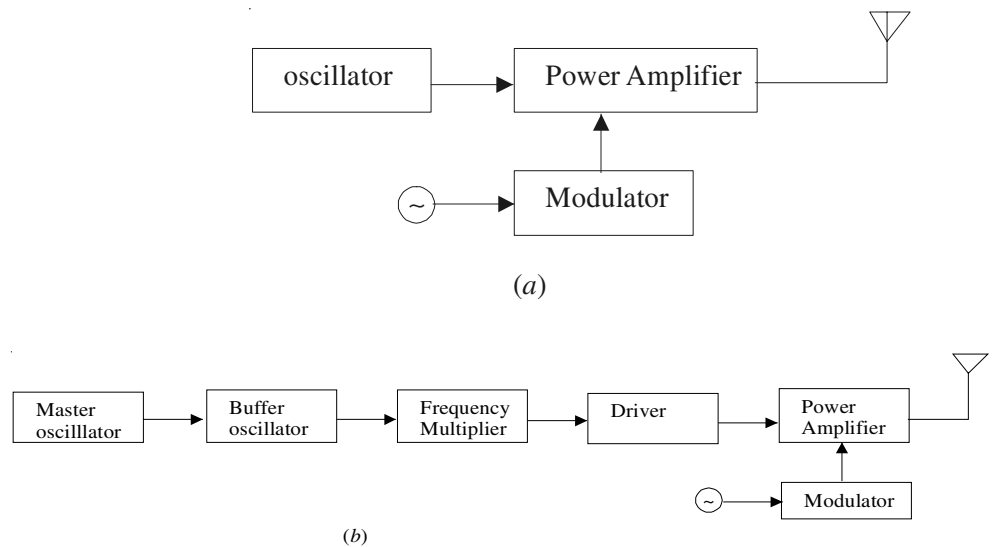 oscillator
Power Amplifier
~
Modulator
(a)
Master
oscilllator
Buffer
oscillator
Frequency
Multiplier
Driver
Power
Amplifier
~
Modulator
(b)